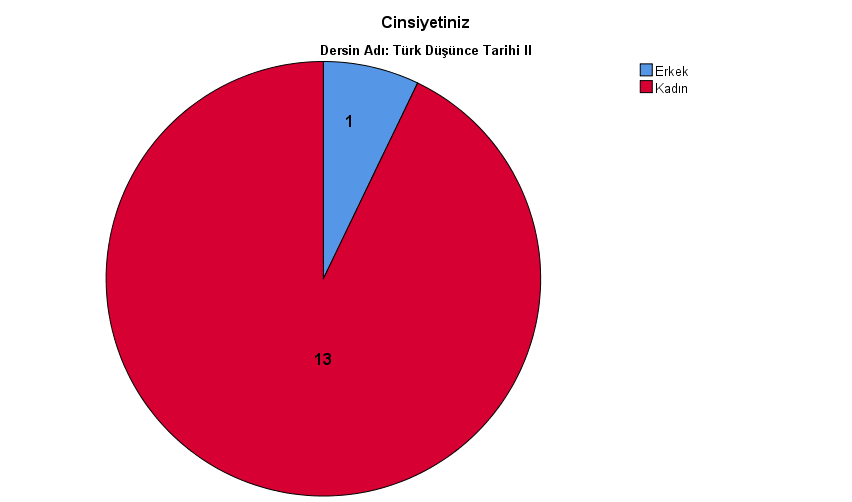 Cinsiyetiniz
Dersin Adı: Türk Düşünce Tarihi II
Erkek
Kadın
1
13